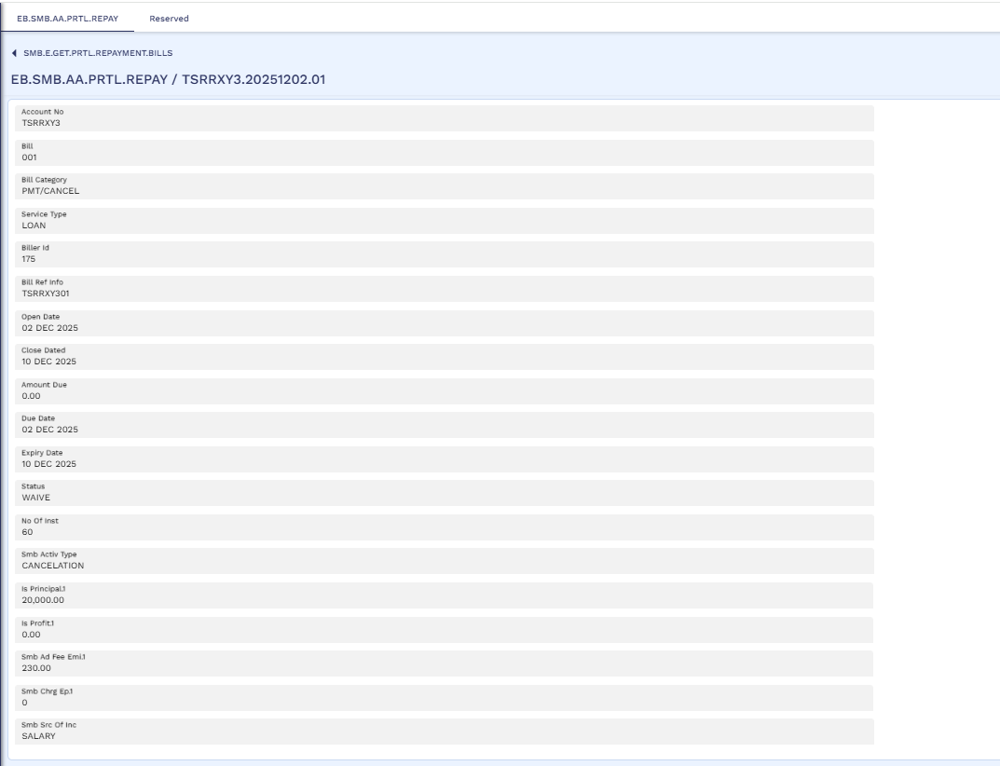 EB.SMB.AA.PRTL.REPAY Reserved
SMB.E.GET.PRTL.REPAYMENT.BILLS
EB.SMB.AA.PRTL.REPAY / TSRRXY3.20251202.01
Account No
TSRRXY3
Bill
001
Bill Category
PMT/CANCEL
Service Type
LOAN
Biller Id
175
Bill Ref Info
TSRRXY301
Open Date
02 DEC 2025
Close Dated
10 DEC 2025
Amount Due
0.00
Due Date
02 DEC 2025
Expiry Date
10 DEC 2025
Status
WAIVE
No Of Inst
60
Smb Activ Type
CANCELATION
Is Principal.1
20,000.00
Is Profit.1
0.00
Smb Ad Fee Emi.1
230.00
Smb Chrg Ep.1
0
Smb Src Of Inc
SALARY